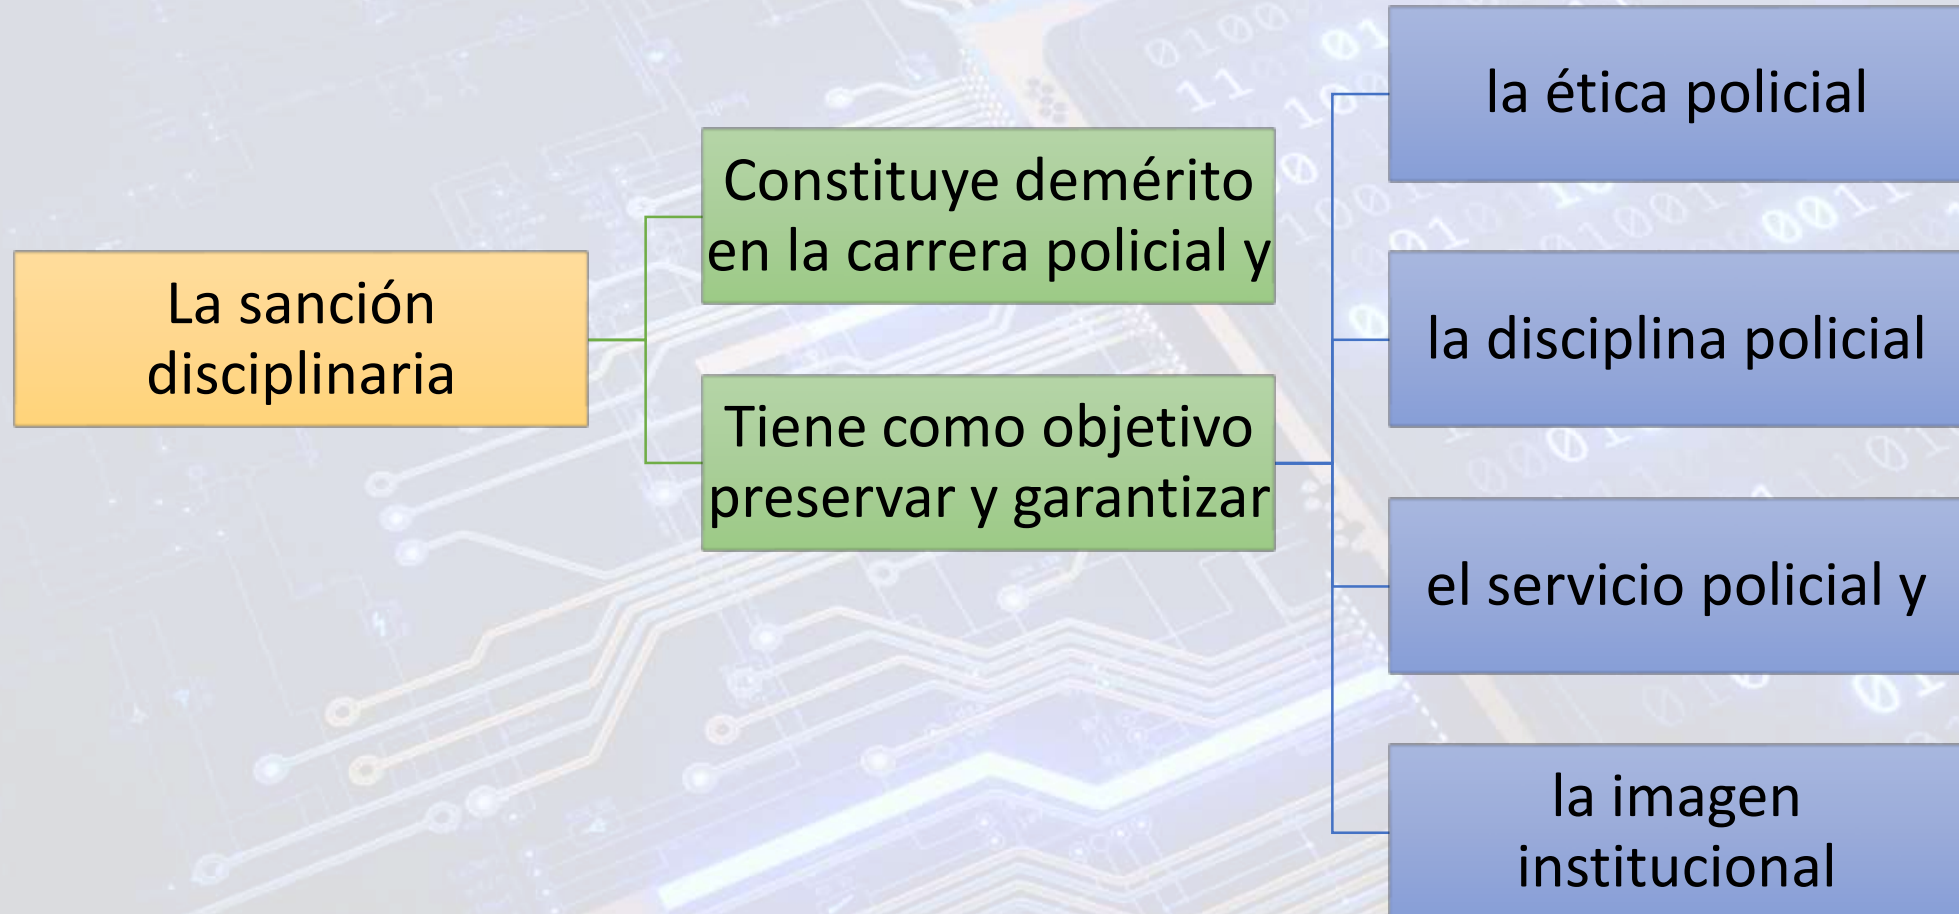 La sanción
disciplinaria
Constituye demérito
en la carrera policial y
Tiene como objetivo
preservar y garantizar
la ética policial
la disciplina policial
el servicio policial y
la imagen
institucional